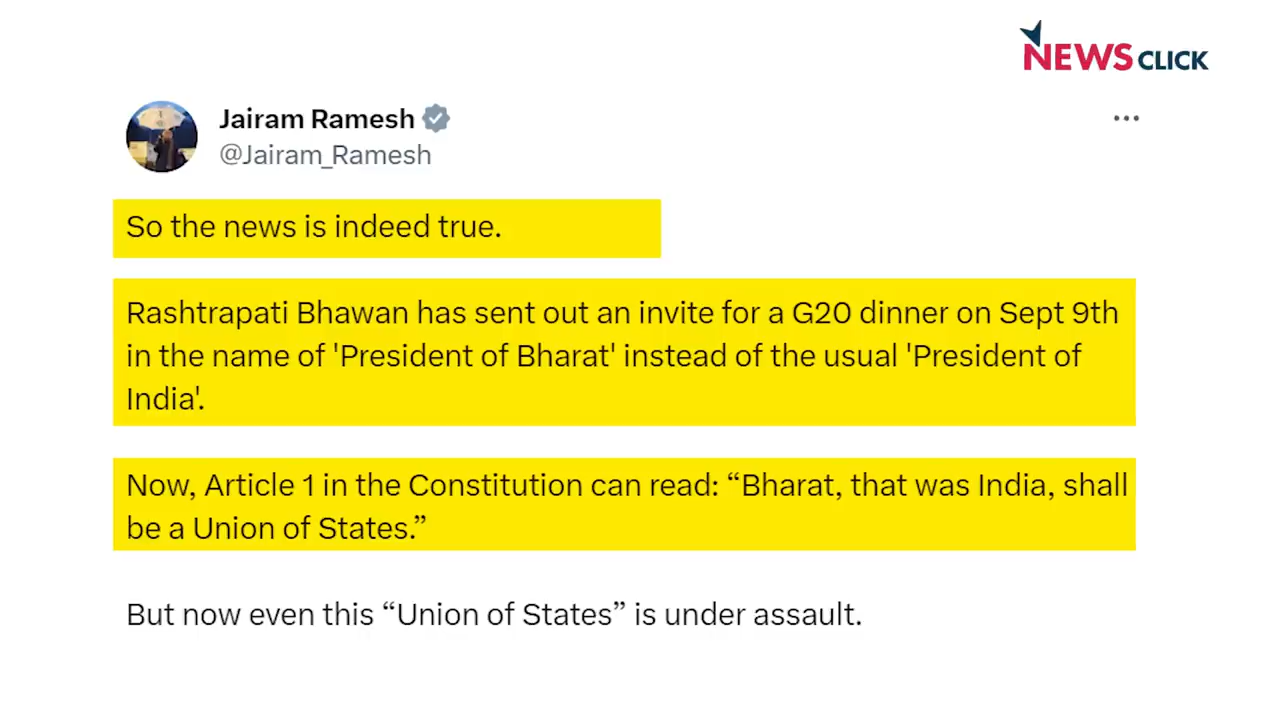 NEWS CLICK
Jairam Ramesh
@Jairam_Ramesh
So the news is indeed true.
Rashtrapati Bhawan has sent out an invite for a G20 dinner on Sept 9th
in the name of 'President of Bharat' instead of the usual 'President of
India'.
Now, Article 1 in the Constitution can read: “Bharat, that was India, shall
be a Union of States.”
But now even this “Union of States” is under assault.